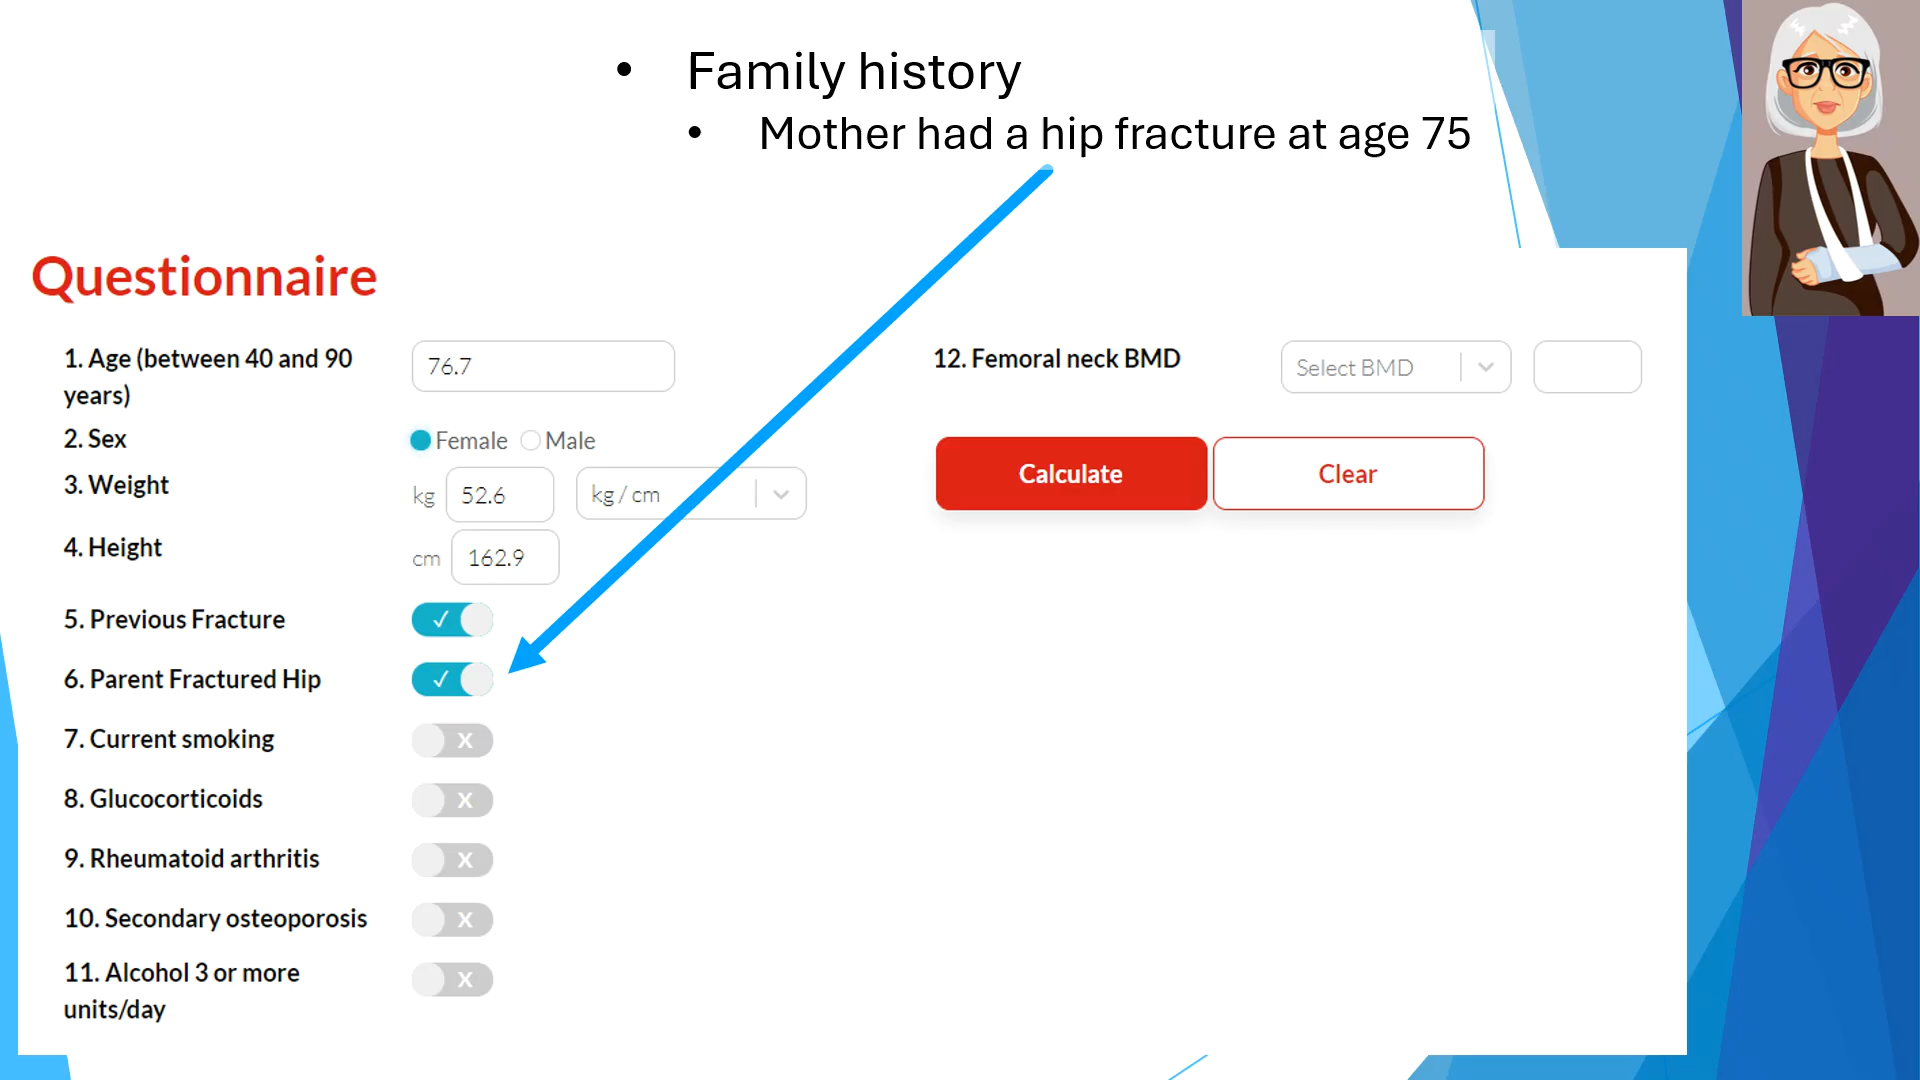 • Family history
• Mother had a hip fracture at age 75
Questionnaire
1. Age (between 40 and 90
years)
76.7
2. Sex
Female Male
3. Weight
kg 52.6 kg / cm
4. Height
cm 162.9
5. Previous Fracture ✓
6. Parent Fractured Hip ✓
7. Current smoking X
8. Glucocorticoids X
9. Rheumatoid arthritis X
10. Secondary osteoporosis X
11. Alcohol 3 or more
units/day X
12. Femoral neck BMD Select BMD
Calculate Clear